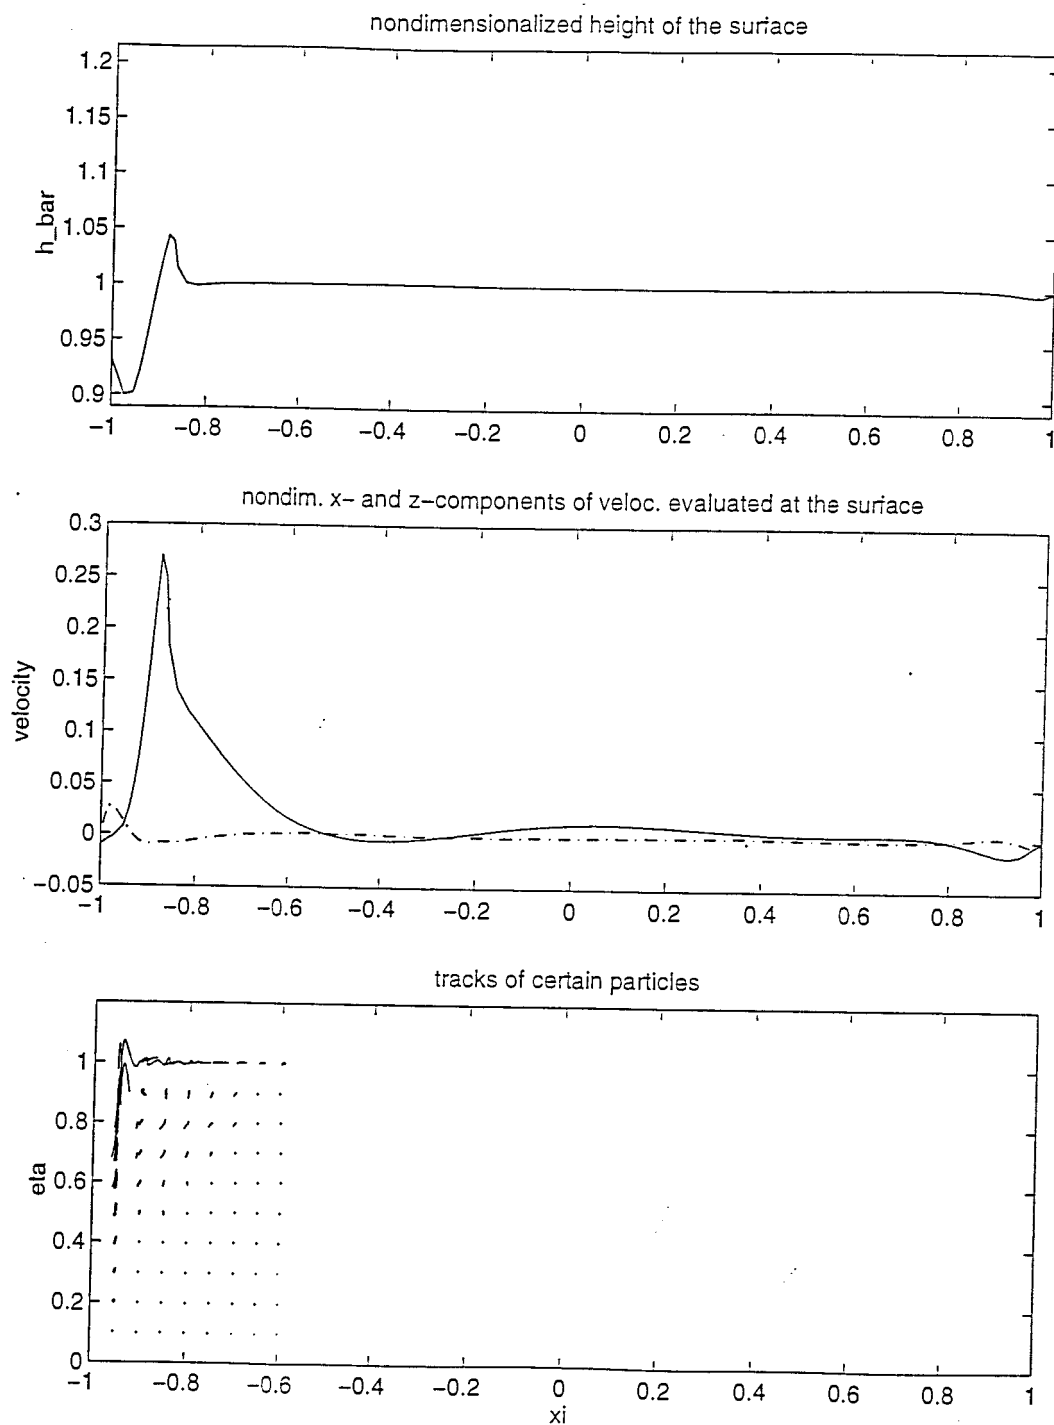 nondimensionalized height of the surface
1.2
1.15
1.1
1.05
1
0.95
0.9
h_bar
−1 −0.8 −0.6 −0.4 −0.2 0 0.2 0.4 0.6 0.8 1
nondim. x− and z−components of veloc. evaluated at the surface
0.3
0.25
0.2
0.15
0.1
0.05
0
−0.05
velocity
−1 −0.8 −0.6 −0.4 −0.2 0 0.2 0.4 0.6 0.8 1
tracks of certain particles
1
0.8
0.6
0.4
0.2
0
eta
−1 −0.8 −0.6 −0.4 −0.2 0 0.2 0.4 0.6 0.8 1
xi